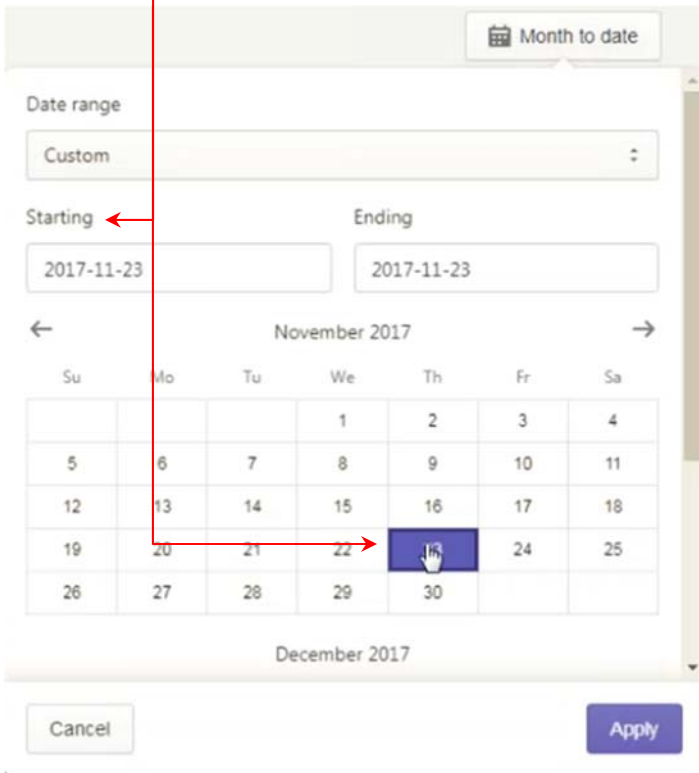 Month to date
Date range
Custom
Starting Ending
2017-11-23 2017-11-23
November 2017
Su Mo Tu We Th Fr Sa
1 2 3 4
5 6 7 8 9 10 11
12 13 14 15 16 17 18
19 20 21 22 24 25
26 27 28 29 30
December 2017
Cancel Apply